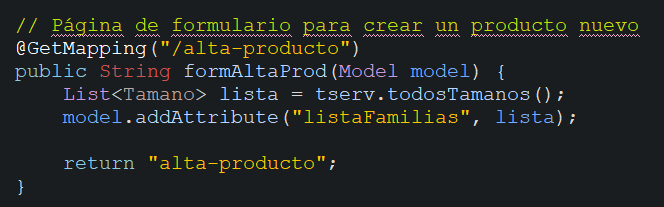 // Página de formulario para crear un producto nuevo
@GetMapping("/alta-producto")
public String formAltaProd(Model model) {
    List<Tamano> lista = tserv.todosTamanos();
    model.addAttribute("listaFamilias", lista);

    return "alta-producto";
}